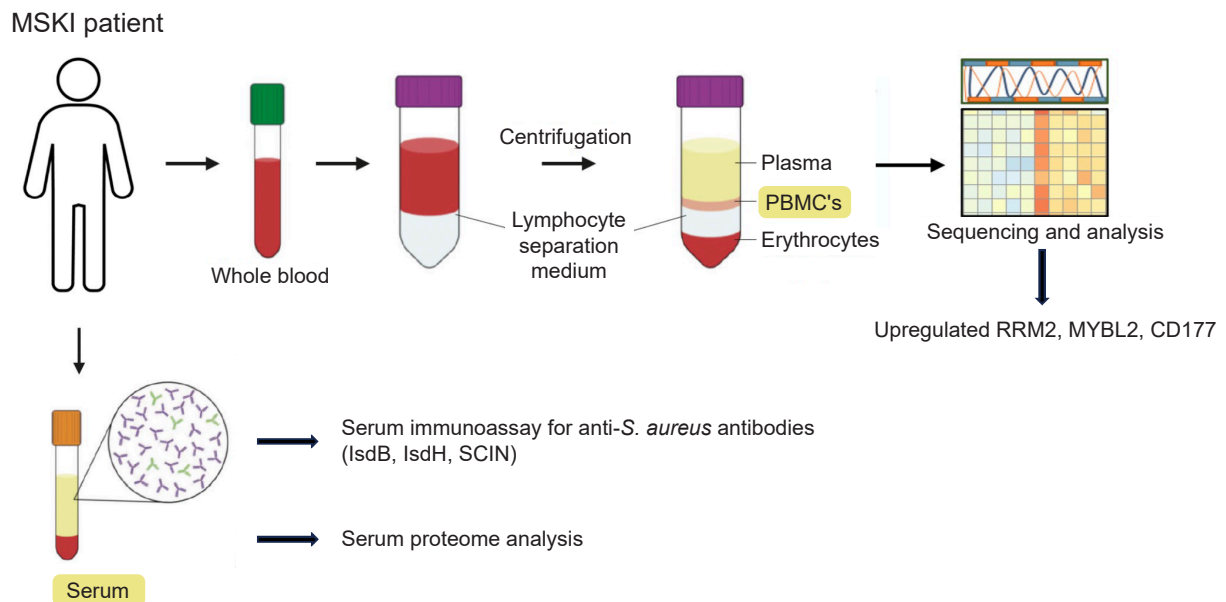 MSKI patient
Whole blood
Centrifugation
Lymphocyte
separation
medium
Plasma
PBMC's
Erythrocytes
Sequencing and analysis
Upregulated RRM2, MYBL2, CD177
Serum immunoassay for anti-S. aureus antibodies
(IsdB, IsdH, SCIN)
Serum proteome analysis
Serum